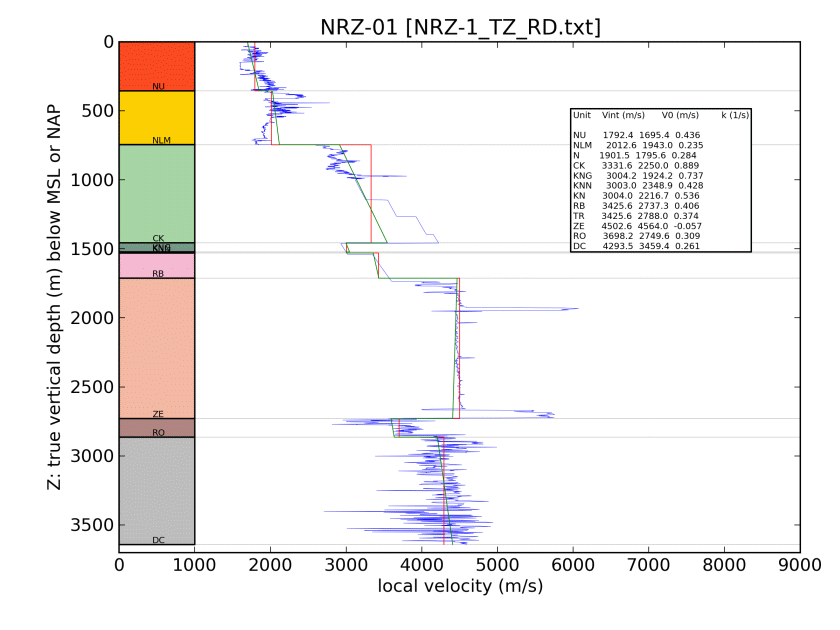 NRZ-01 [NRZ-1_TZ_RD.txt]
Z: true vertical depth (m) below MSL or NAP
0
500
1000
1500
2000
2500
3000
3500
NU
NLM
CK
RB
ZE
RO
DC
Unit Vint (m/s) V0 (m/s) k (1/s)
NU 1792.4 1695.4 0.436
NLM 2012.6 1943.0 0.235
N 1901.5 1795.6 0.284
CK 3331.6 2250.0 0.889
KNG 3004.2 1924.2 0.737
KNN 3003.0 2348.9 0.428
KN 3004.0 2216.7 0.536
RB 3425.6 2737.3 0.406
TR 3425.6 2788.0 0.374
ZE 4502.6 4564.0 -0.057
RO 3698.2 2749.6 0.309
DC 4293.5 3459.4 0.261
0 1000 2000 3000 4000 5000 6000 7000 8000 9000
local velocity (m/s)